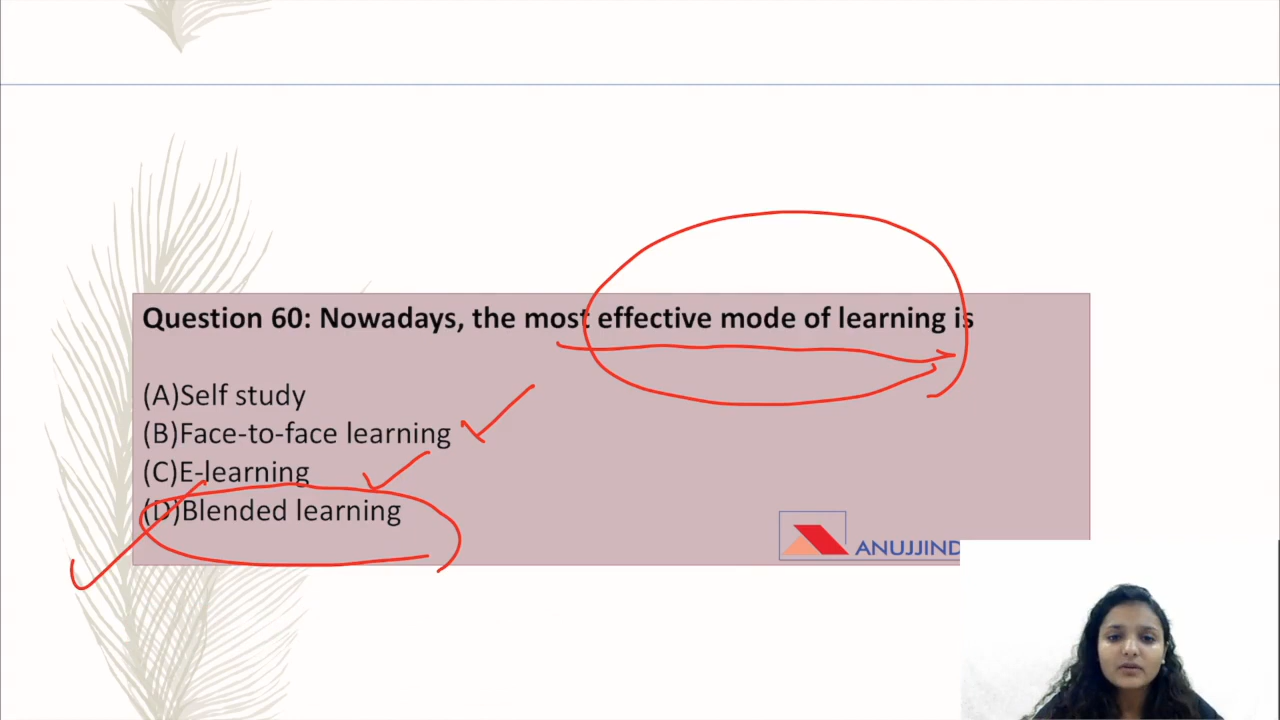 Question 60: Nowadays, the most effective mode of learning is
(A)Self study
(B)Face-to-face learning
(C)E-learning
(D)Blended learning
ANUJJIND